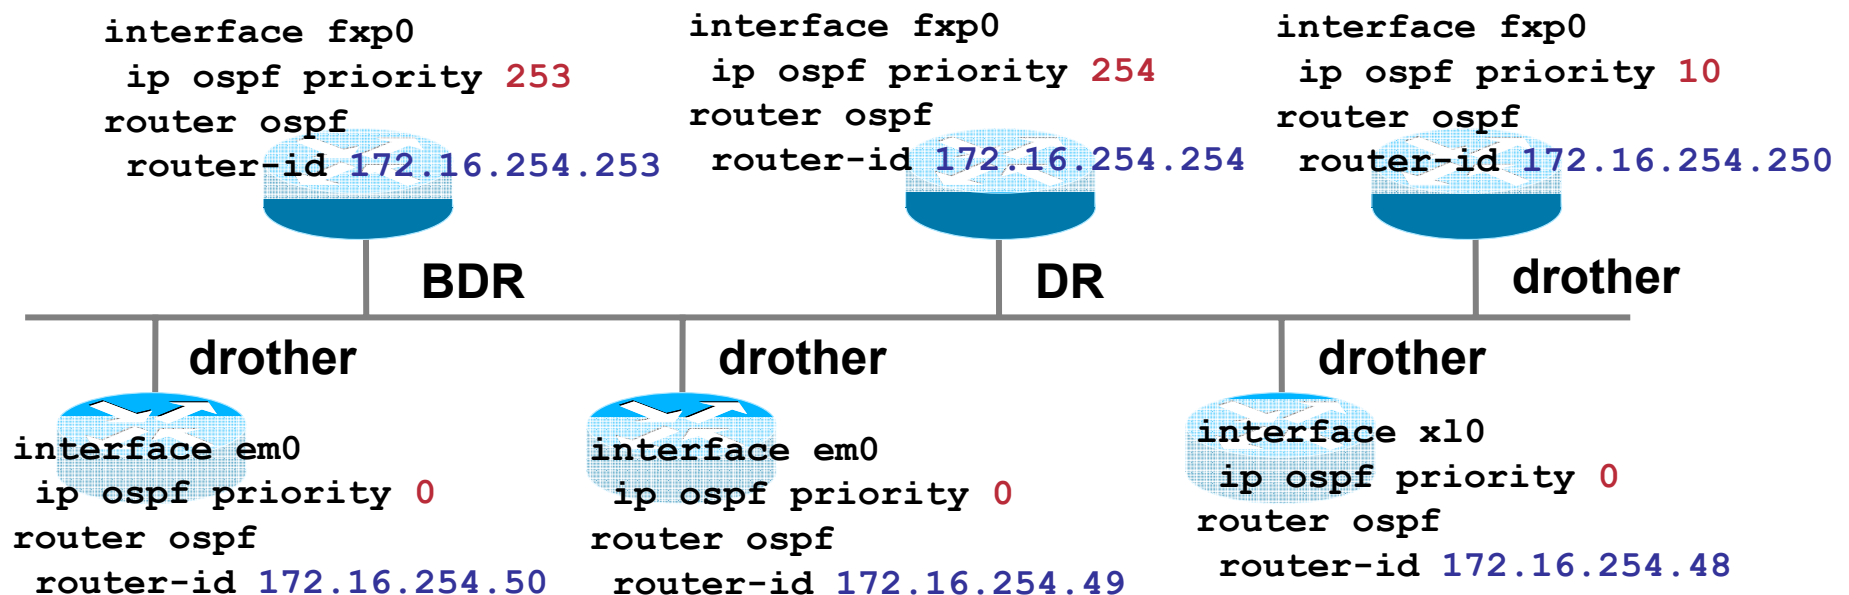 interface fxp0
ip ospf priority 253
router ospf
router-id 172.16.254.253
interface fxp0
ip ospf priority 254
router ospf
router-id 172.16.254.254
interface fxp0
ip ospf priority 10
router ospf
router-id 172.16.254.250
BDR
DR
drother
drother
drother
drother
interface em0
ip ospf priority 0
router ospf
router-id 172.16.254.50
interface em0
ip ospf priority 0
router ospf
router-id 172.16.254.49
interface xl0
ip ospf priority 0
router ospf
router-id 172.16.254.48